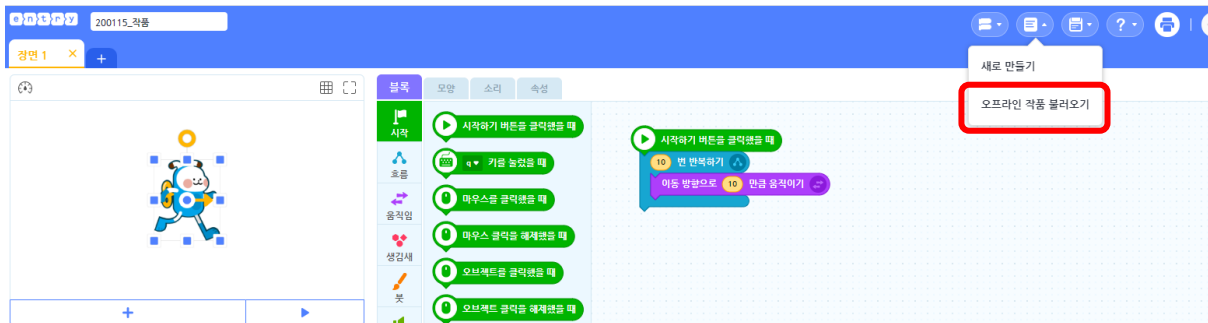 entry
200115_작품
?
장면 1 ×
+
새로 만들기
오프라인 작품 불러오기
블록
모양
소리
속성
시작
흐름
움직임
생김새
붓
시작하기 버튼을 클릭했을 때
q 키를 눌렀을 때
마우스를 클릭했을 때
마우스 클릭을 해제했을 때
오브젝트를 클릭했을 때
오브젝트 클릭을 해제했을 때
시작하기 버튼을 클릭했을 때
10 번 반복하기
이동 방향으로 10 만큼 움직이기
+